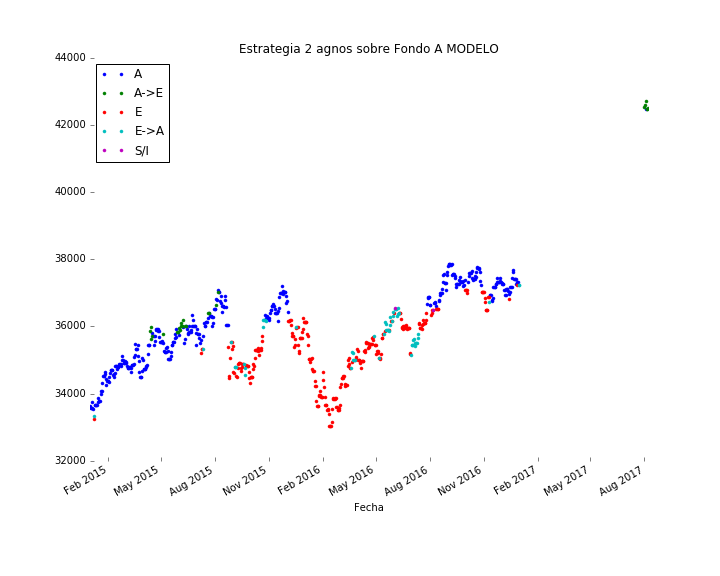 Estrategia 2 agnos sobre Fondo A MODELO
44000
42000
40000
38000
36000
34000
32000
A
A->E
E
E->A
S/I
Feb 2015
May 2015
Aug 2015
Nov 2015
Feb 2016
May 2016
Aug 2016
Nov 2016
Feb 2017
May 2017
Aug 2017
Fecha